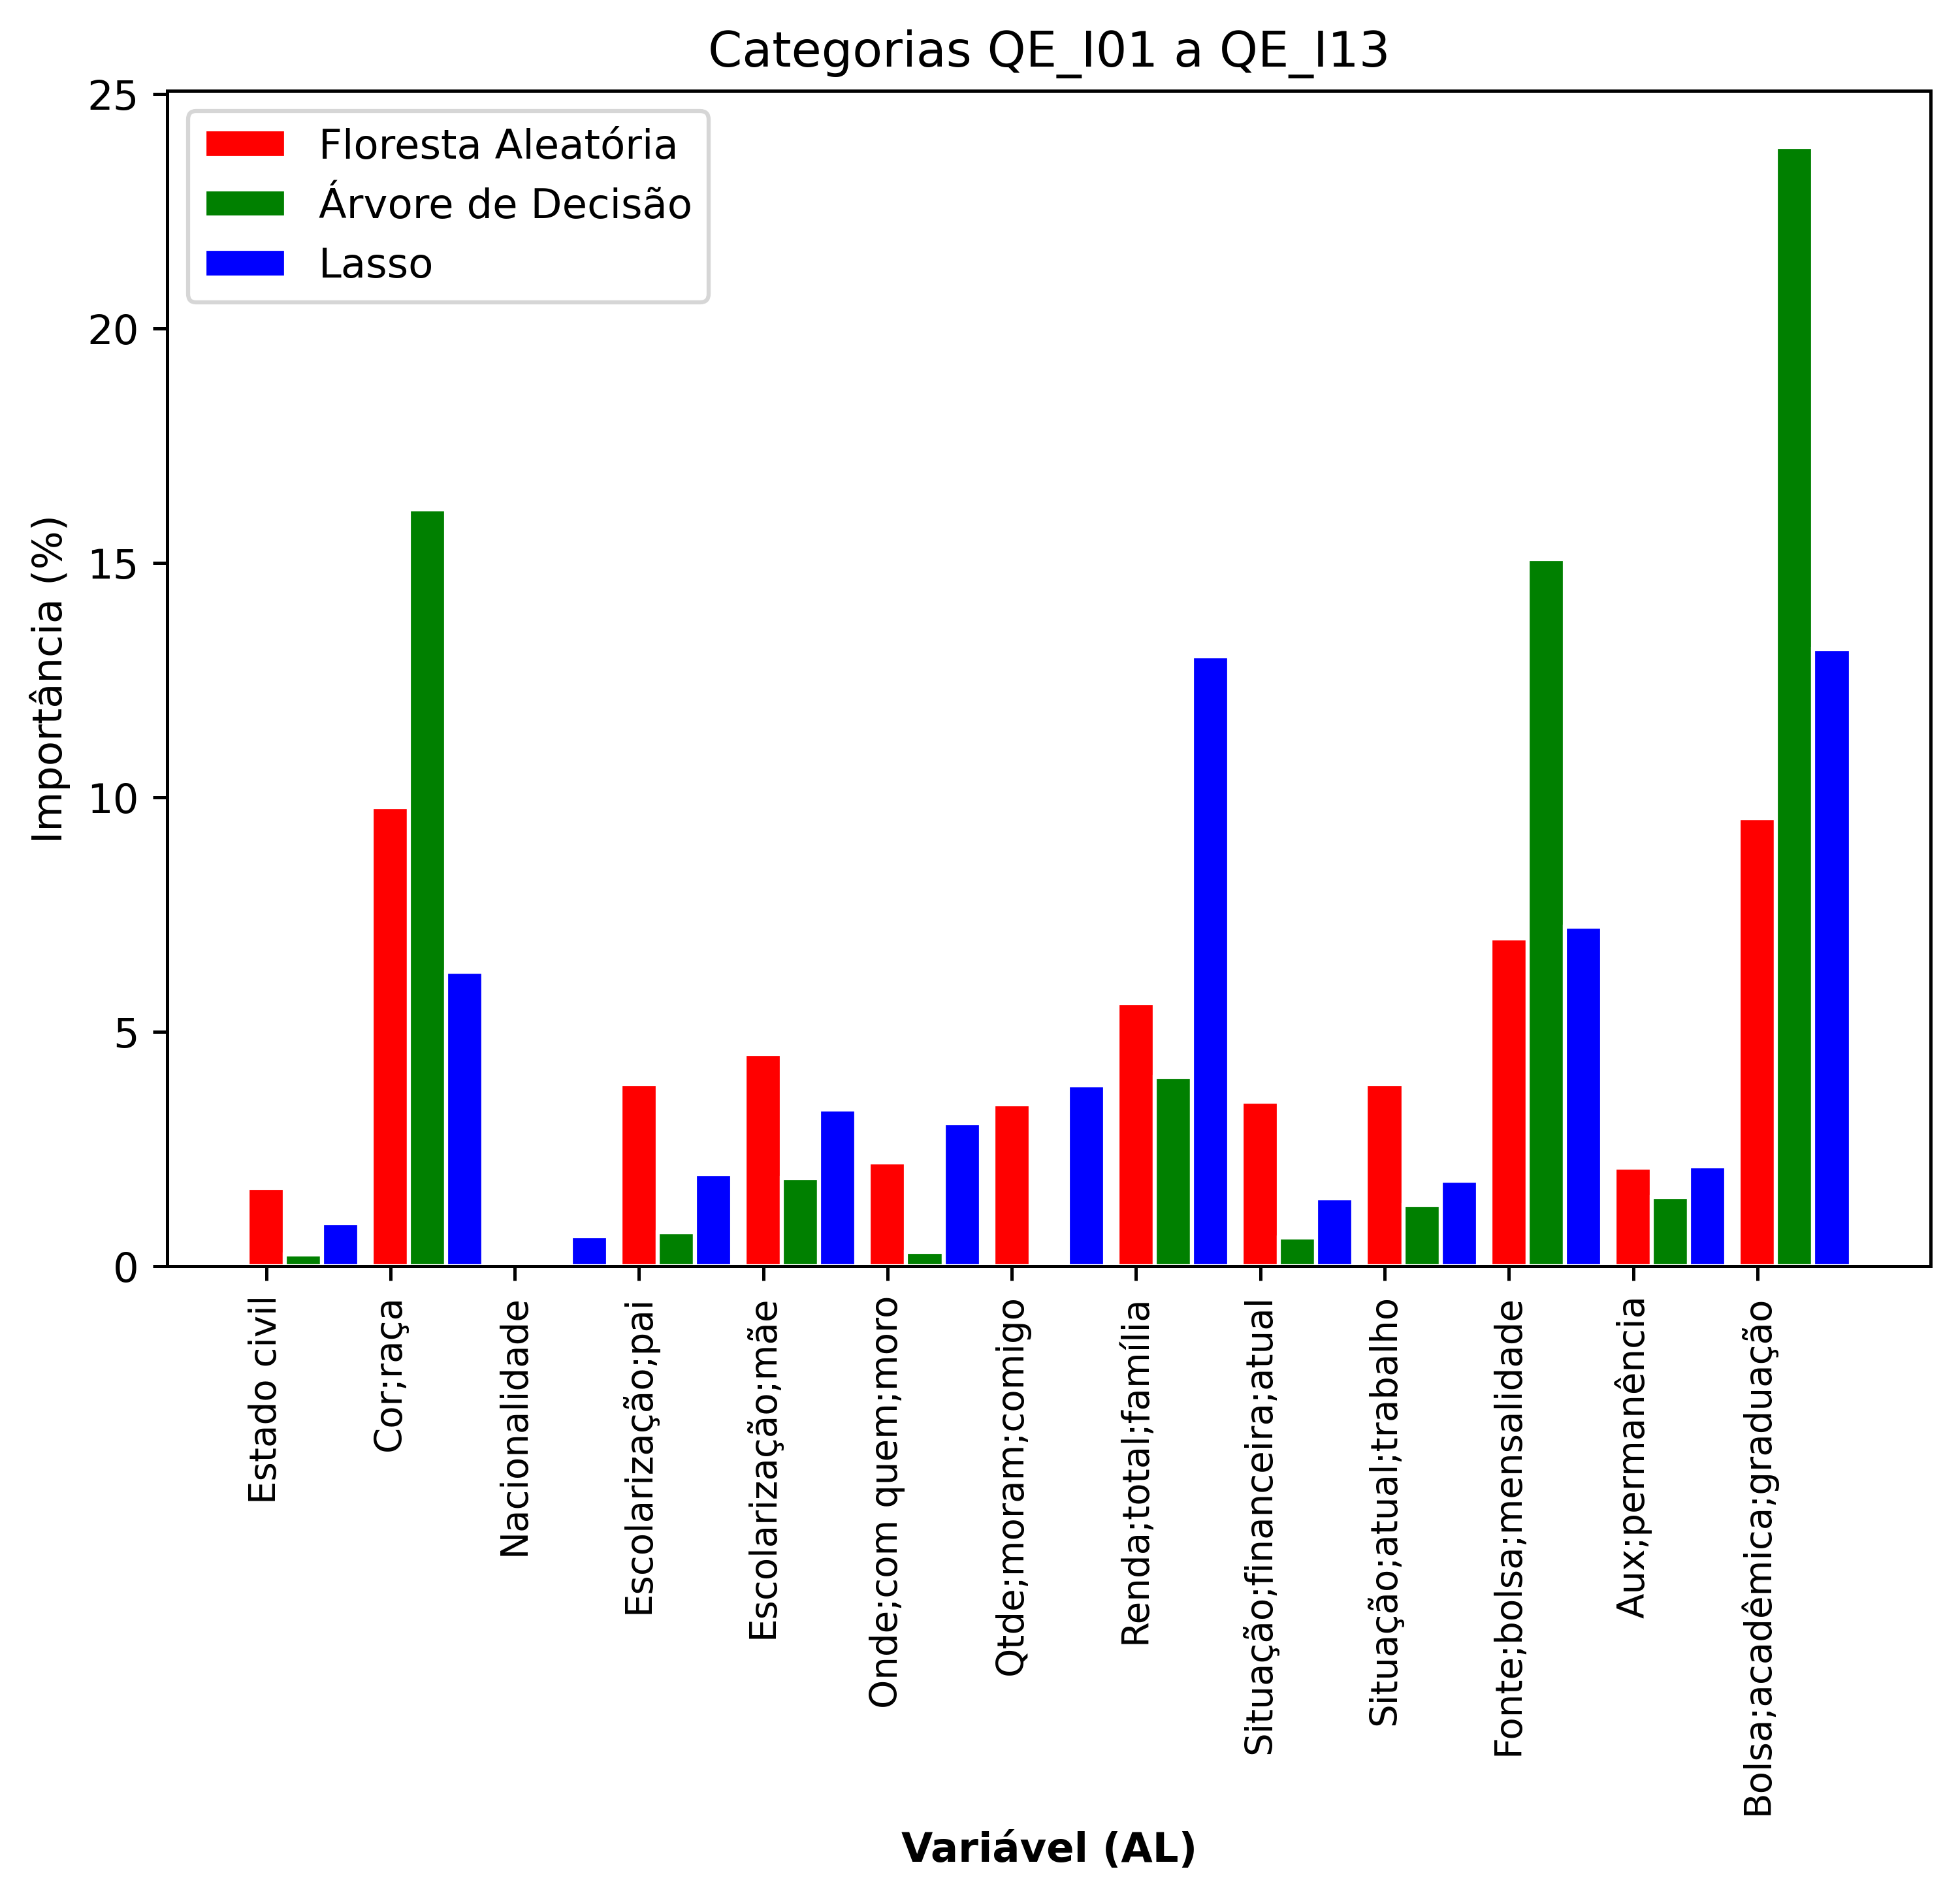 Categorias QE_I01 a QE_I13
Importância (%)
25
20
15
10
5
0
Floresta Aleatória
Árvore de Decisão
Lasso
Estado civil
Cor;raça
Nacionalidade
Escolarização;pai
Escolarização;mãe
Onde;com quem;moro
Qtde;moram;comigo
Renda;total;família
Situação;financeira;atual
Situação;atual;trabalho
Fonte;bolsa;mensalidade
Aux;permanência
Bolsa;acadêmica;graduação
Variável (AL)